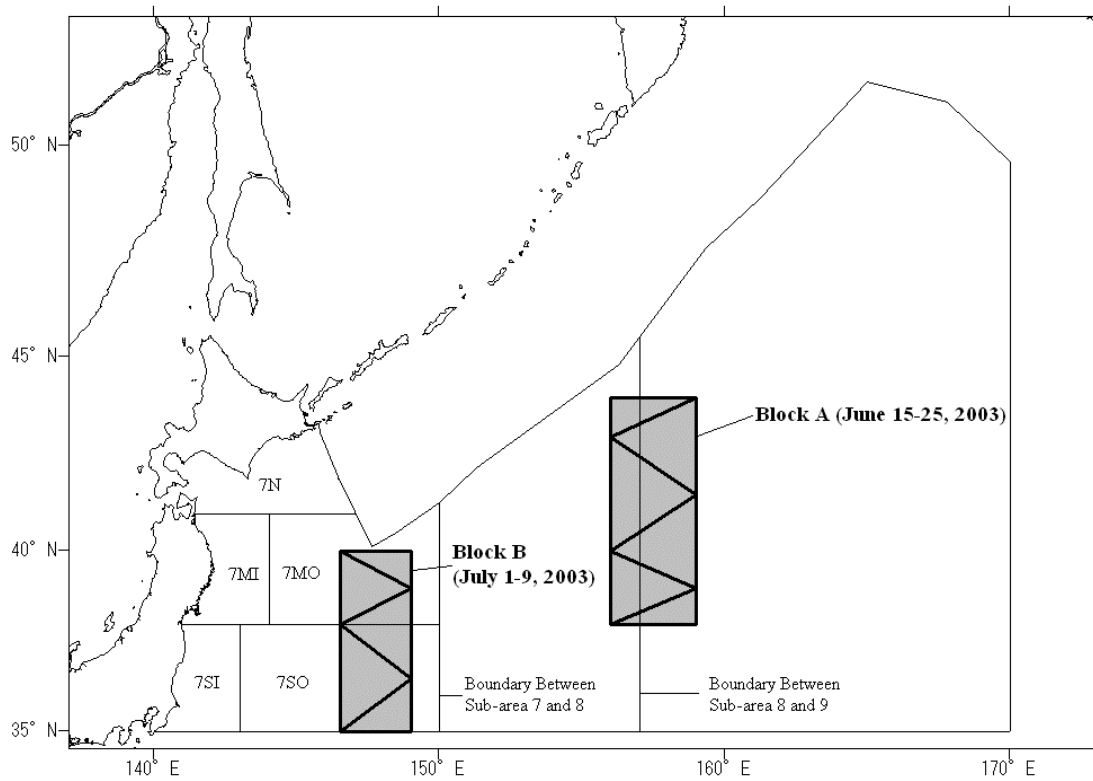 50° N
45° N
40° N
35° N
140° E
150° E
160° E
170° E
Block A (June 15-25, 2003)
7N
Block B
(July 1-9, 2003)
7MI
7MO
7SI
7SO
Boundary Between
Sub-area 7 and 8
Boundary Between
Sub-area 8 and 9